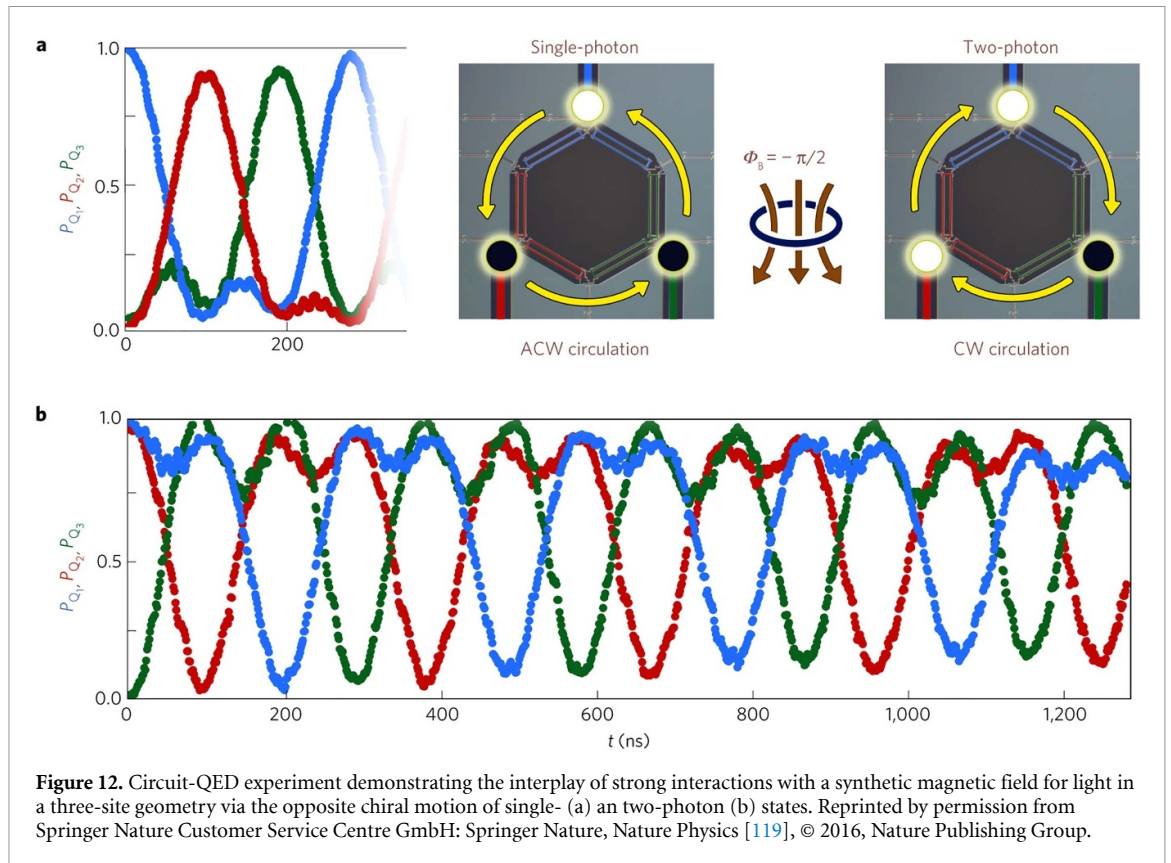 a
Single-photon
Two-photon
1.0
0.5
0.0
P_Q1, P_Q2, P_Q3
0
200
Φ_B = − π/2
ACW circulation
CW circulation
b
1.0
0.5
0.0
P_Q1, P_Q2, P_Q3
0
200
400
600
800
1,000
1,200
t (ns)
Figure 12. Circuit-QED experiment demonstrating the interplay of strong interactions with a synthetic magnetic field for light in
a three-site geometry via the opposite chiral motion of single- (a) an two-photon (b) states. Reprinted by permission from
Springer Nature Customer Service Centre GmbH: Springer Nature, Nature Physics [119], © 2016, Nature Publishing Group.